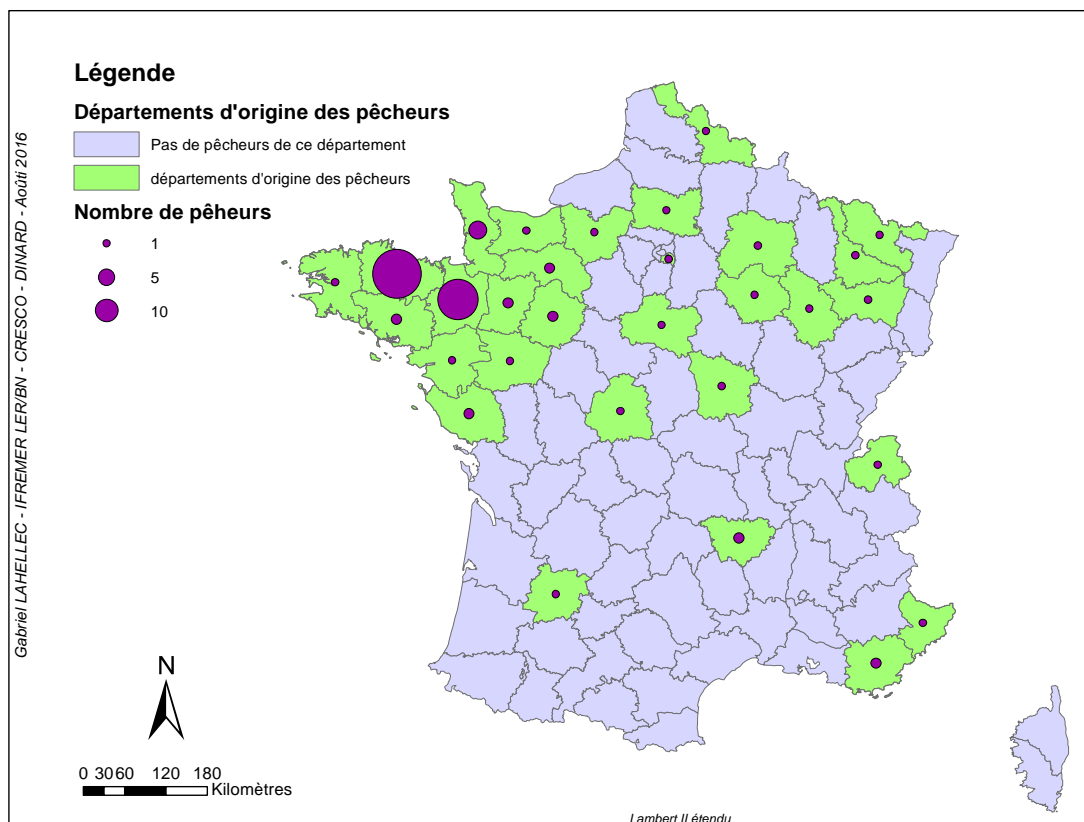 Légende
Départements d'origine des pêcheurs
Pas de pêcheurs de ce département
départements d'origine des pêcheurs
Nombre de pêheurs
1
5
10
Gabriel LAHELLEC - IFREMER LER/BN - CRESCO - DINARD - Aoûti 2016
N
0 30 60 120 180
Kilomètres
Lambert II étendu